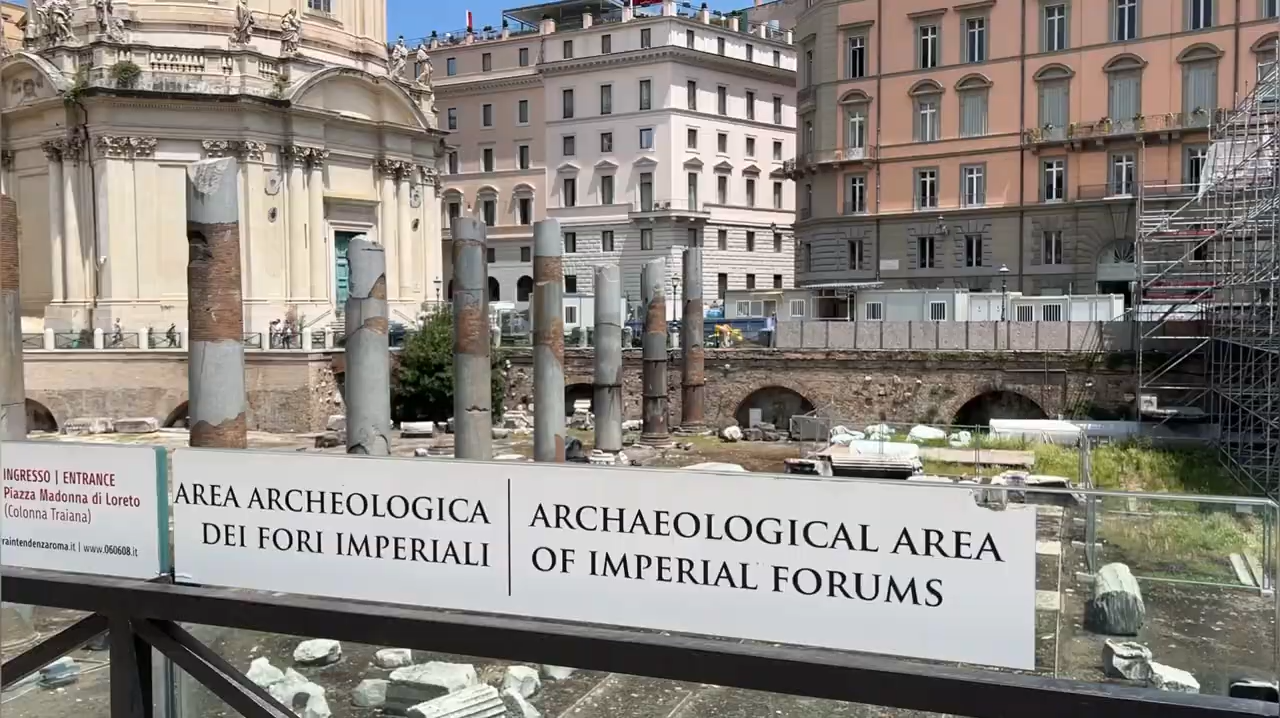 INGRESSO | ENTRANCE
Piazza Madonna di Loreto
(Colonna Traiana)
raintendenzaroma.it | www.060608.it
AREA ARCHEOLOGICA
DEI FORI IMPERIALI
ARCHAEOLOGICAL AREA
OF IMPERIAL FORUMS